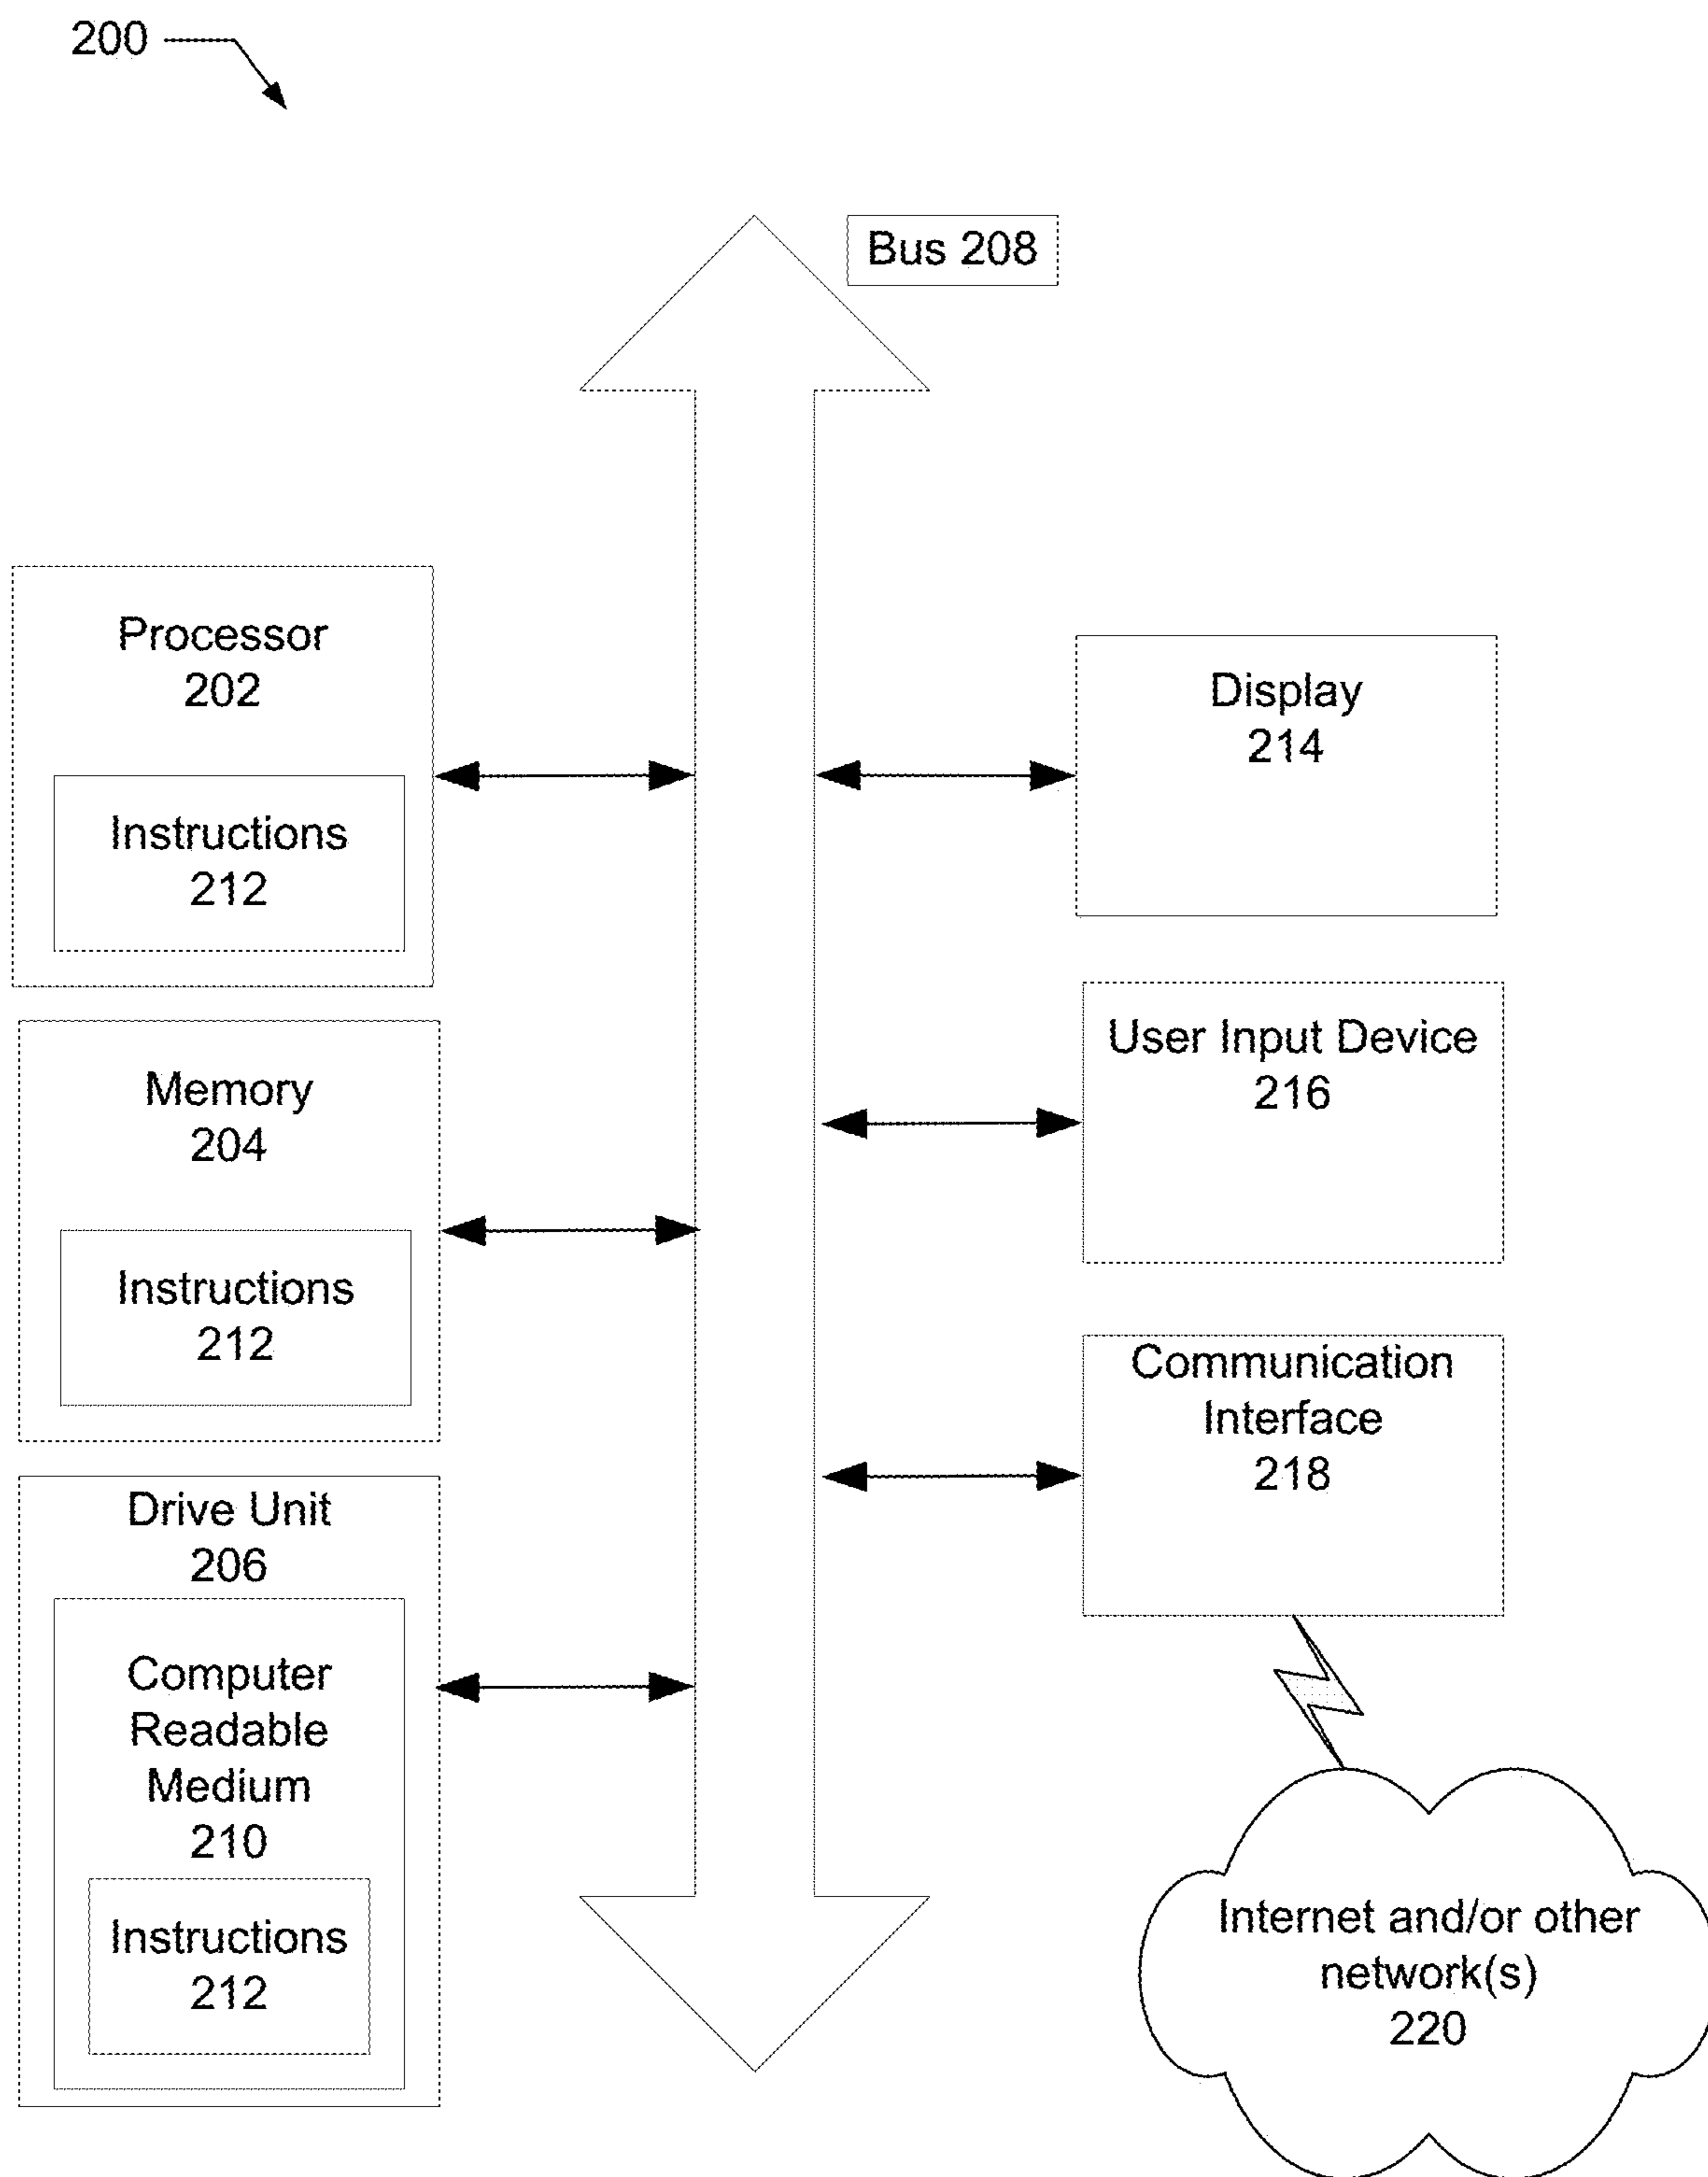 200
Bus 208
Processor
202
Instructions
212
Memory
204
Instructions
212
Drive Unit
206
Computer
Readable
Medium
210
Instructions
212
Display
214
User Input Device
216
Communication
Interface
218
Internet and/or other
network(s)
220